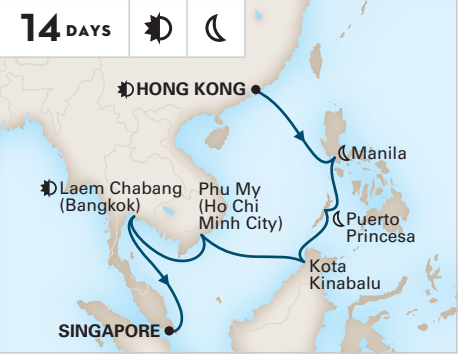 14 DAYS
HONG KONG
Manila
Laem Chabang
(Bangkok)
Phu My
(Ho Chi
Minh City)
Puerto
Princesa
Kota
Kinabalu
SINGAPORE